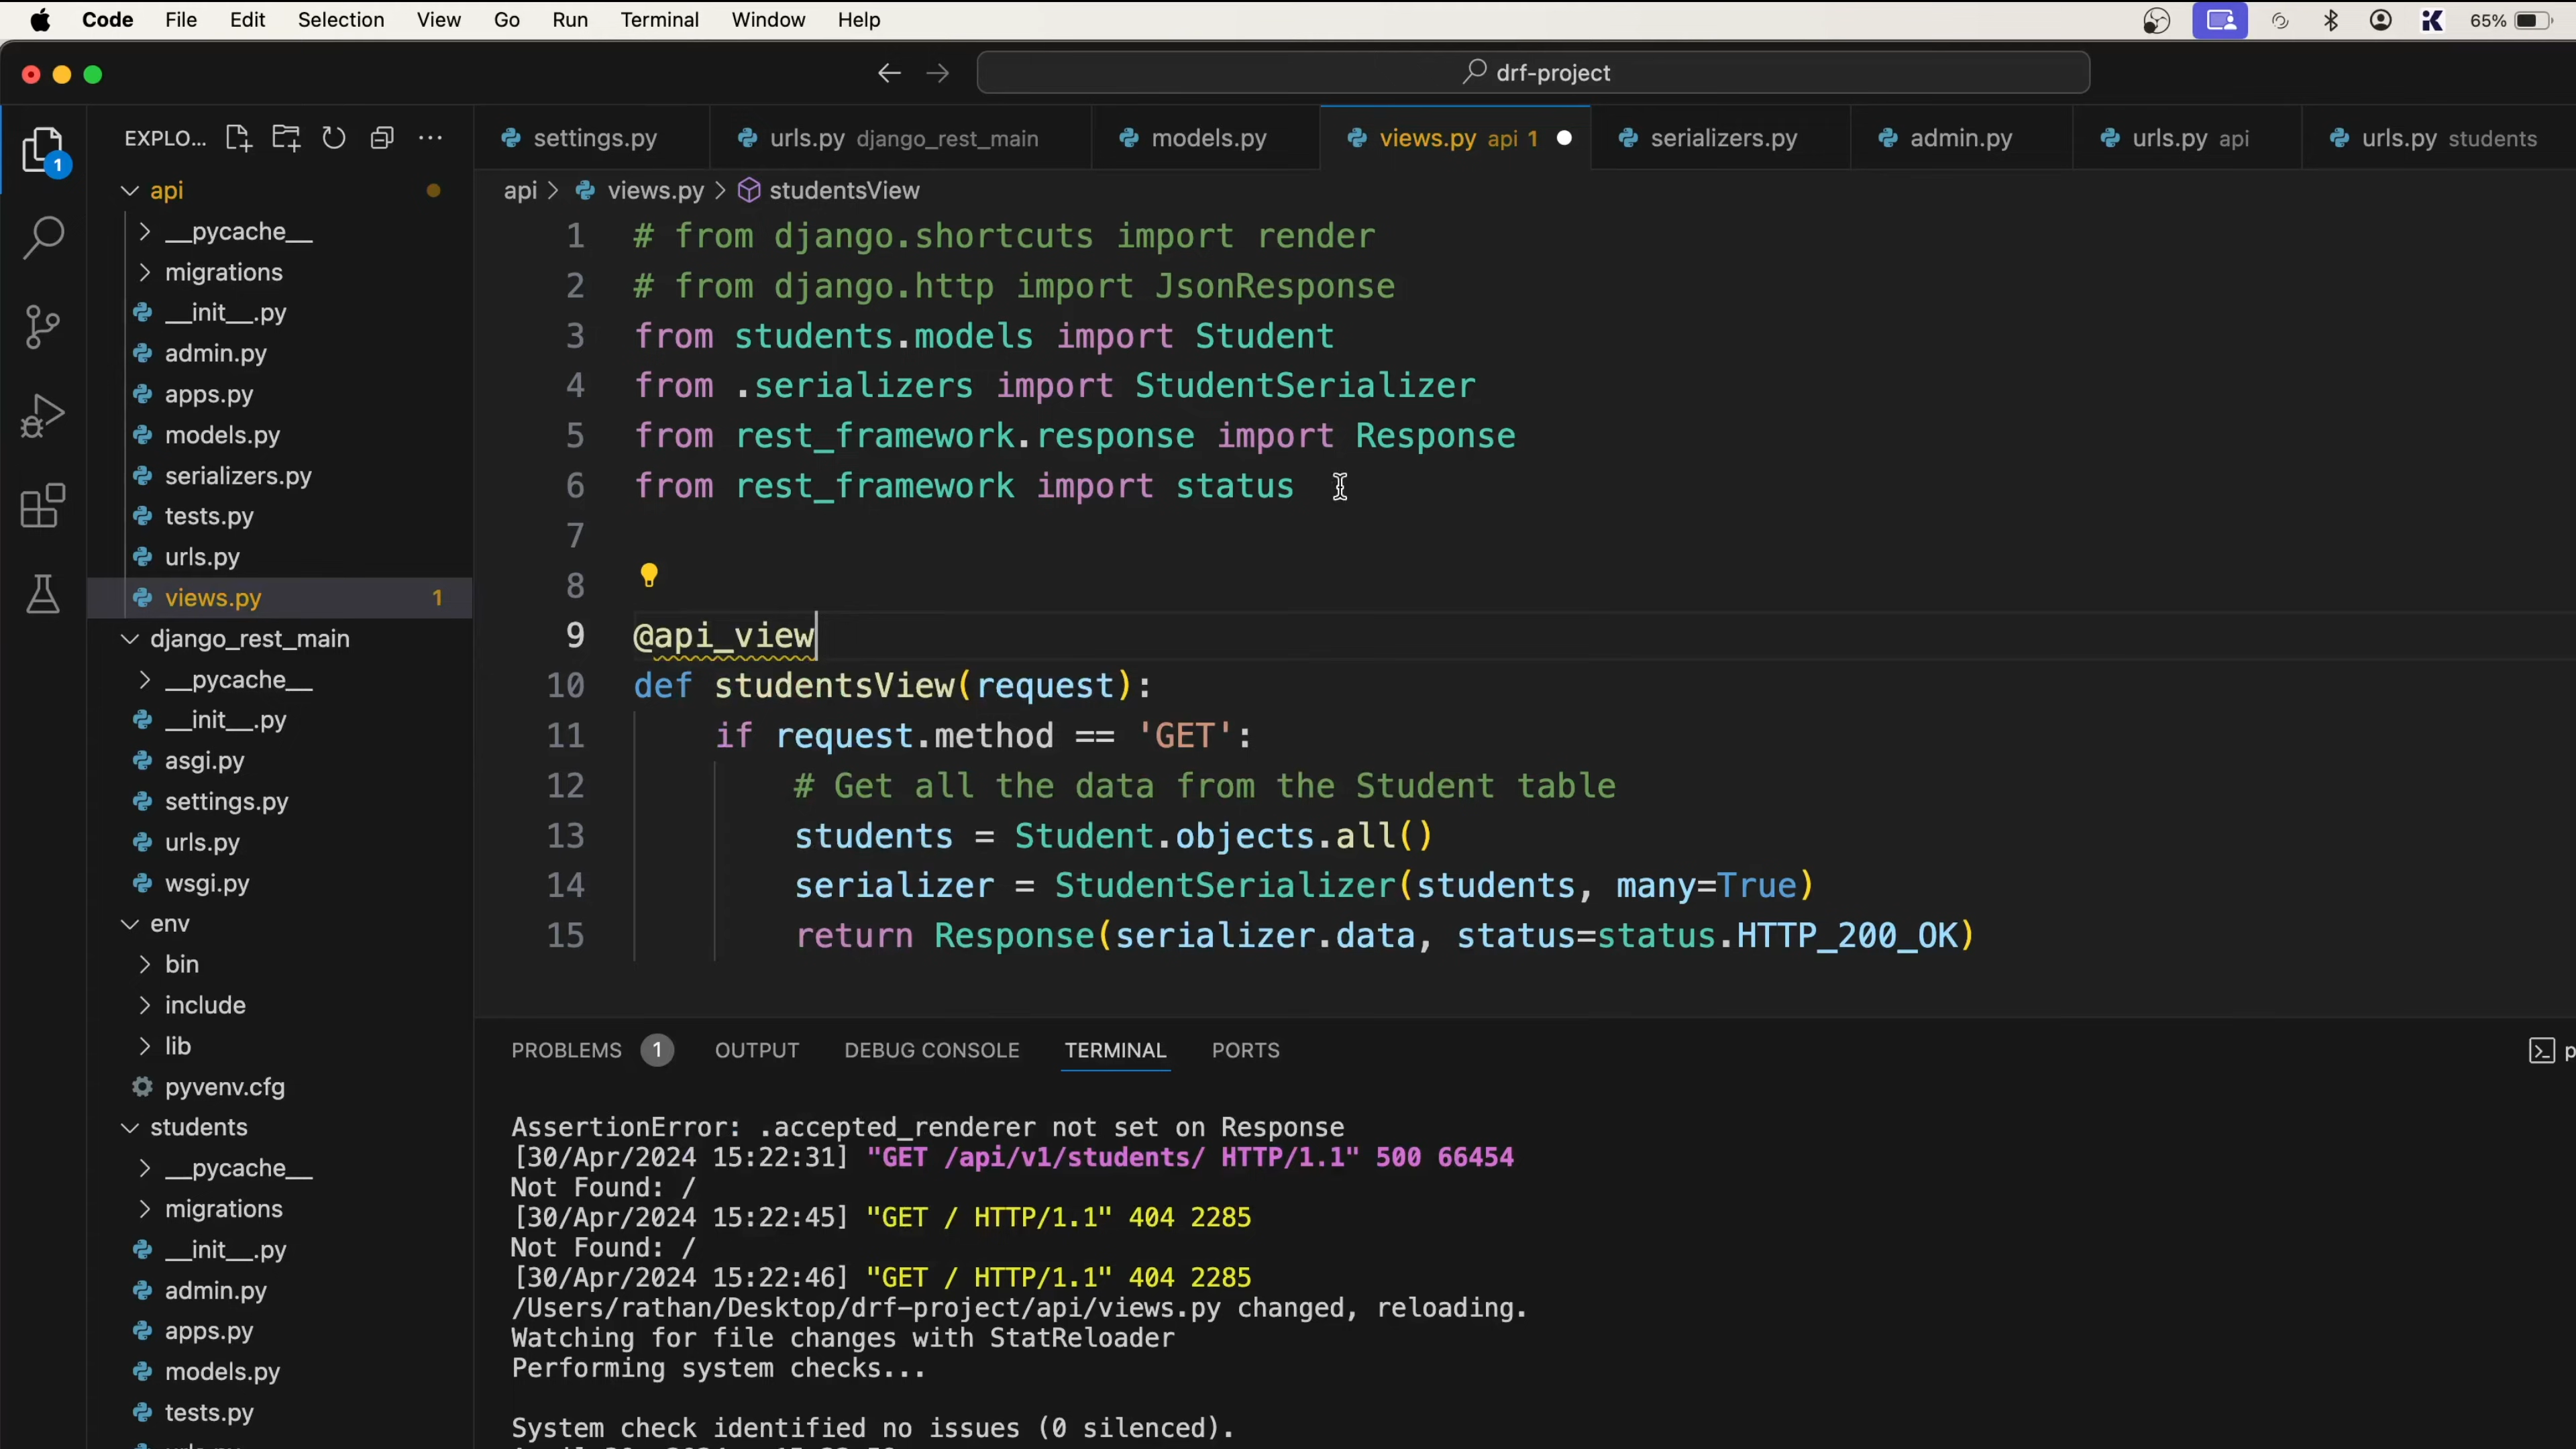 Code File Edit Selection View Go Run Terminal Window Help 65%
drf-project
EXPLO...
settings.py urls.py django_rest_main models.py views.py api 1 serializers.py admin.py urls.py api urls.py students
1
api
__pycache__
migrations
__init__.py
admin.py
apps.py
models.py
serializers.py
tests.py
urls.py
views.py 1
django_rest_main
__pycache__
__init__.py
asgi.py
settings.py
urls.py
wsgi.py
env
bin
include
lib
pyvenv.cfg
students
__pycache__
migrations
__init__.py
admin.py
apps.py
models.py
tests.py
api > views.py > studentsView
1 # from django.shortcuts import render
2 # from django.http import JsonResponse
3 from students.models import Student
4 from .serializers import StudentSerializer
5 from rest_framework.response import Response
6 from rest_framework import status
7
8
9 @api_view
10 def studentsView(request):
11 if request.method == 'GET':
12 # Get all the data from the Student table
13 students = Student.objects.all()
14 serializer = StudentSerializer(students, many=True)
15 return Response(serializer.data, status=status.HTTP_200_OK)
PROBLEMS 1 OUTPUT DEBUG CONSOLE TERMINAL PORTS
AssertionError: .accepted_renderer not set on Response
[30/Apr/2024 15:22:31] "GET /api/v1/students/ HTTP/1.1" 500 66454
Not Found: /
[30/Apr/2024 15:22:45] "GET / HTTP/1.1" 404 2285
Not Found: /
[30/Apr/2024 15:22:46] "GET / HTTP/1.1" 404 2285
/Users/rathan/Desktop/drf-project/api/views.py changed, reloading.
Watching for file changes with StatReloader
Performing system checks...
System check identified no issues (0 silenced).